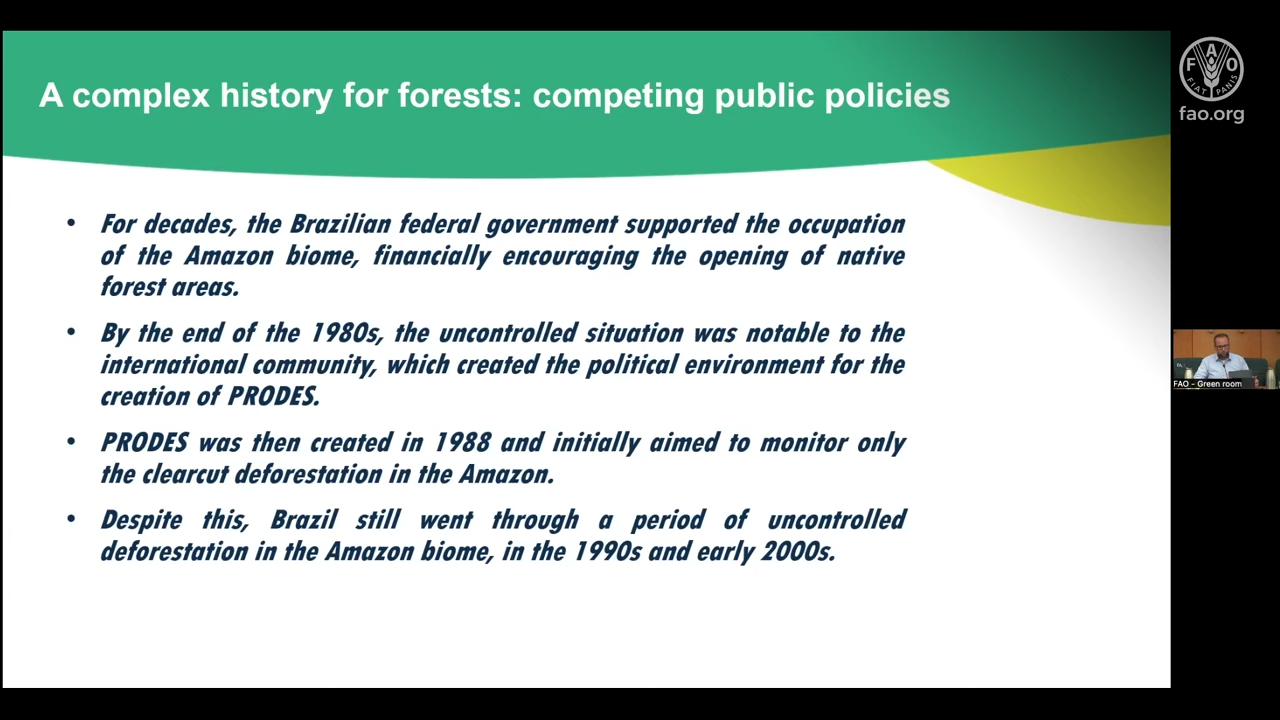 A complex history for forests: competing public policies
• For decades, the Brazilian federal government supported the occupation
of the Amazon biome, financially encouraging the opening of native
forest areas.
• By the end of the 1980s, the uncontrolled situation was notable to the
international community, which created the political environment for the
creation of PRODES.
• PRODES was then created in 1988 and initially aimed to monitor only
the clearcut deforestation in the Amazon.
• Despite this, Brazil still went through a period of uncontrolled
deforestation in the Amazon biome, in the 1990s and early 2000s.
F A O
FIAT PANIS
fao.org
FAO - Green room